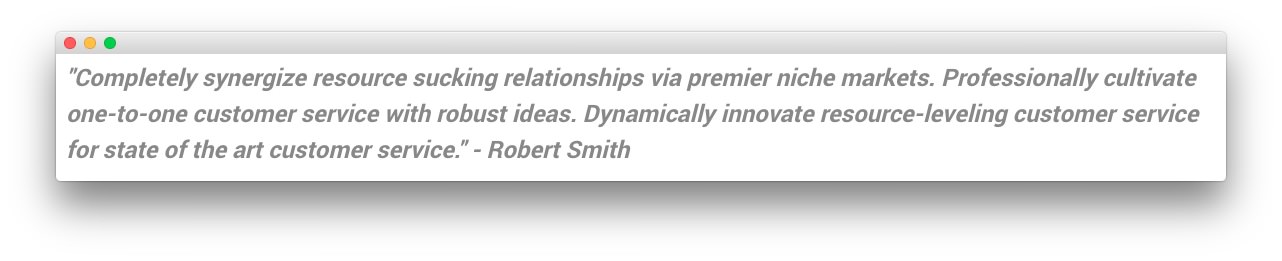 "Completely synergize resource sucking relationships via premier niche markets. Professionally cultivate
one-to-one customer service with robust ideas. Dynamically innovate resource-leveling customer service
for state of the art customer service." - Robert Smith